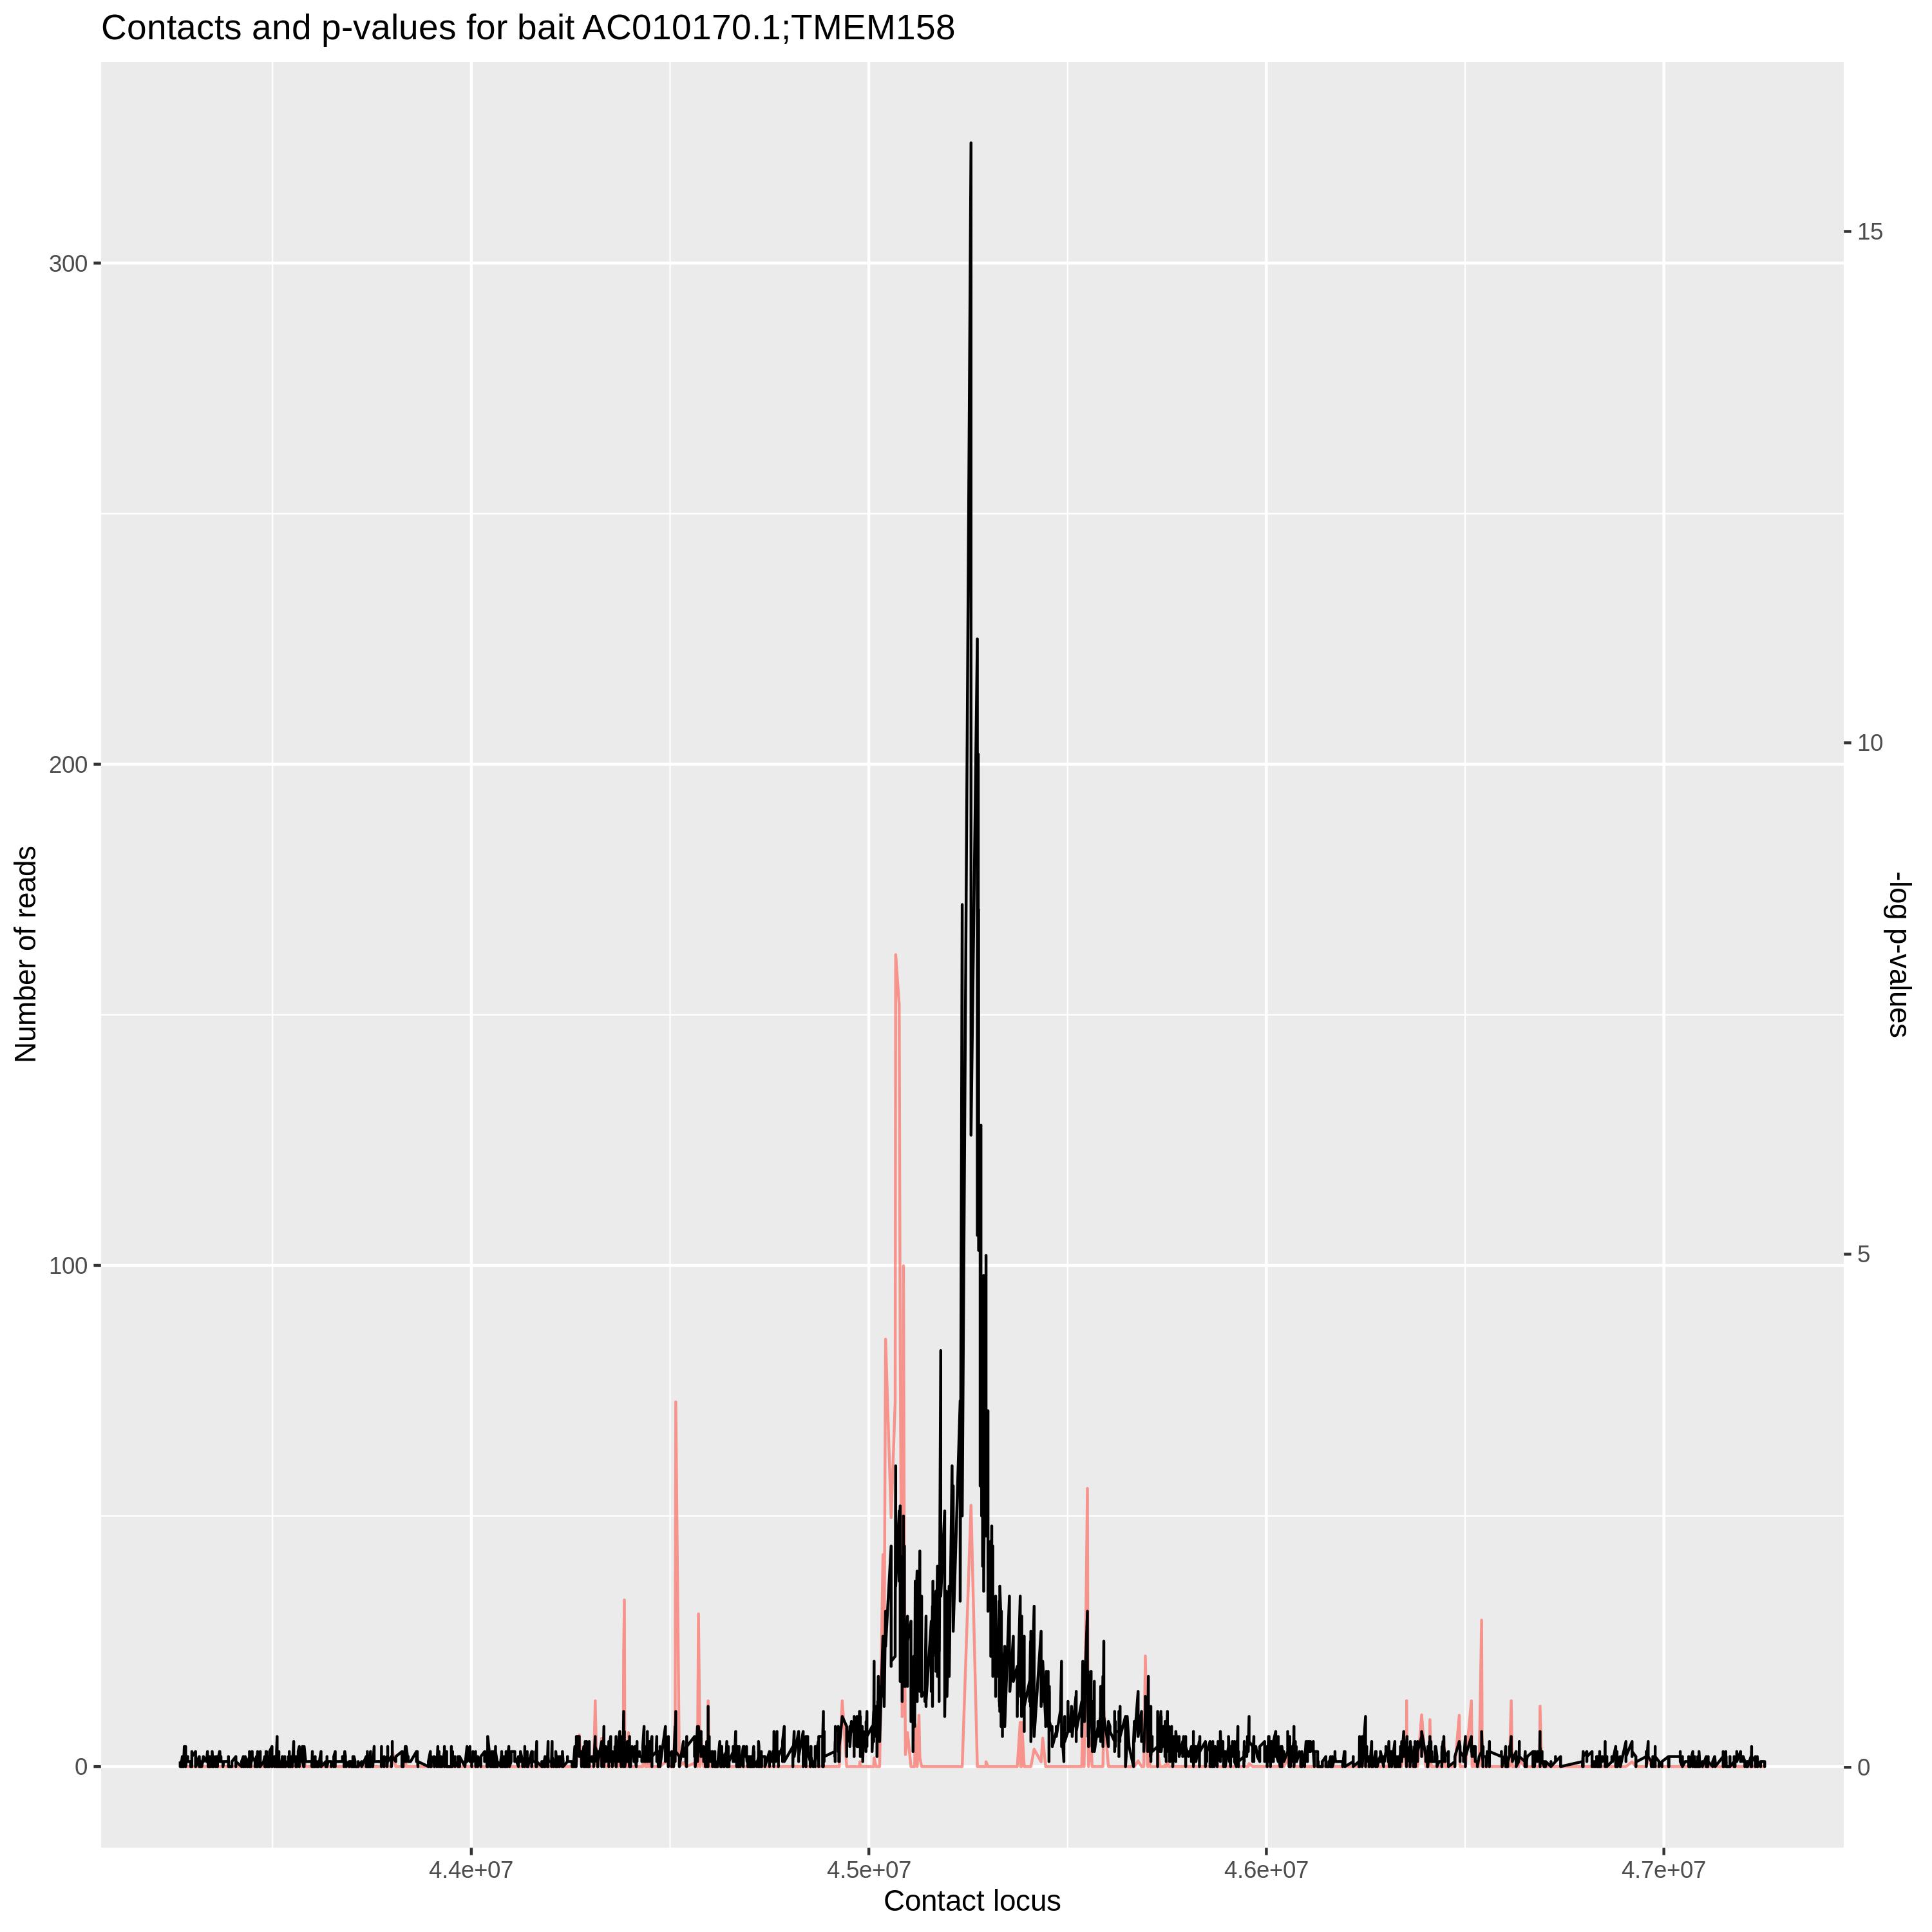 Contacts and p-values for bait AC010170.1;TMEM158
Number of reads
300
200
100
0
15
10
5
0
-log p-values
4.4e+07 4.5e+07 4.6e+07 4.7e+07
Contact locus